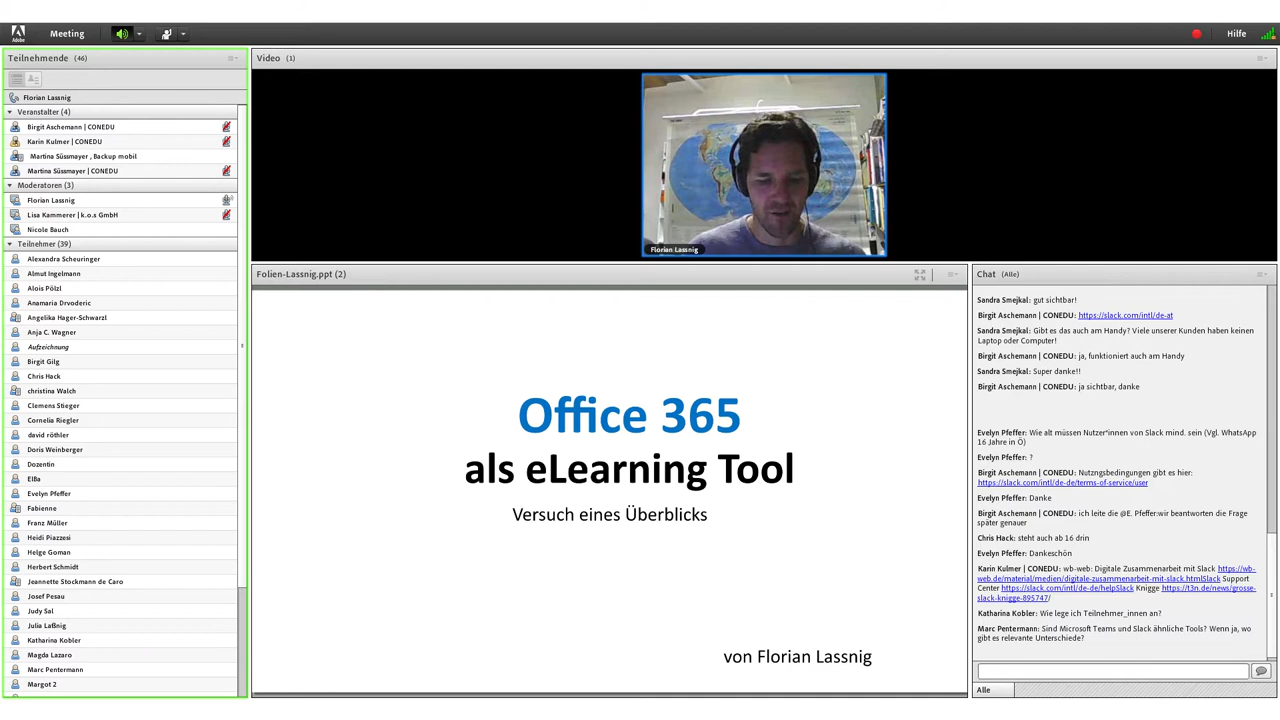 Adobe
Meeting
Hilfe
Teilnehmende (46)
Florian Lassnig
Veranstalter (4)
Birgit Aschemann | CONEDU
Karin Kulmer | CONEDU
Martina Süssmayer , Backup mobil
Martina Süssmayer | CONEDU
Moderatoren (3)
Florian Lassnig
Lisa Kammerer | k.o.s GmbH
Nicole Bauch
Teilnehmer (39)
Alexandra Scheuringer
Almut Ingelmann
Alois Pölzl
Anamaria Drvoderic
Angelika Hager-Schwarzl
Anja C. Wagner
Aufzeichnung
Birgit Gilg
Chris Hack
christina Walch
Clemens Stieger
Cornelia Riegler
david röthler
Doris Weinberger
Dozentin
ElBa
Evelyn Pfeffer
Fabienne
Franz Müller
Heidi Piazzesi
Helge Goman
Herbert Schmidt
Jeannette Stockmann de Caro
Josef Pesau
Judy Sal
Julia Laßnig
Katharina Kobler
Magda Lazaro
Marc Pentermann
Margot 2
Video (1)
Florian Lassnig
Folien-Lassnig.ppt (2)
Office 365
als eLearning Tool
Versuch eines Überblicks
von Florian Lassnig
Chat (Alle)
Sandra Smejkal: gut sichtbar!
Birgit Aschemann | CONEDU: https://slack.com/intl/de-at
Sandra Smejkal: Gibt es das auch am Handy? Viele unserer Kunden haben keinen
Laptop oder Computer!
Birgit Aschemann | CONEDU: ja, funktioniert auch am Handy
Sandra Smejkal: Super danke!!
Birgit Aschemann | CONEDU: ja sichtbar, danke
Evelyn Pfeffer: Wie alt müssen Nutzer*innen von Slack mind. sein (Vgl. WhatsApp
16 Jahre in Ö)
Evelyn Pfeffer: ?
Birgit Aschemann | CONEDU: Nutzngsbedingungen gibt es hier:
https://slack.com/intl/de-de/terms-of-service/user
Evelyn Pfeffer: Danke
Birgit Aschemann | CONEDU: ich leite die @E. Pfeffer:wir beantworten die Frage
später genauer
Chris Hack: steht auch ab 16 drin
Evelyn Pfeffer: Dankeschön
Karin Kulmer | CONEDU: wb-web: Digitale Zusammenarbeit mit Slack https://wb-
web.de/material/medien/digitale-zusammenarbeit-mit-slack.htmlSlack Support
Center https://slack.com/intl/de-de/helpSlack Knigge https://t3n.de/news/grosse-
slack-knigge-895747/
Katharina Kobler: Wie lege ich Teilnehmer_innen an?
Marc Pentermann: Sind Microsoft Teams und Slack ähnliche Tools? Wenn ja, wo
gibt es relevante Unterschiede?
Alle